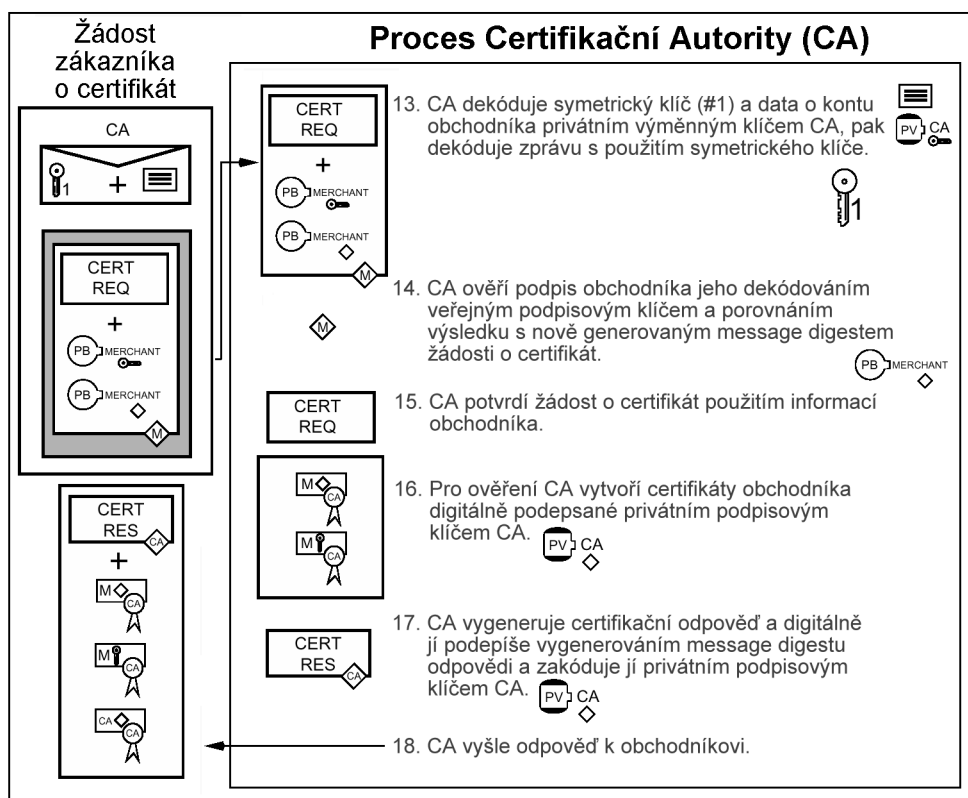 Žádost
zákazníka
o certifikát
CA
1
+
CERT
REQ
+
PB MERCHANT
PB MERCHANT
M
CERT
RES
CA
+
M
CA
M
CA
CA
CA
Proces Certifikační Autority (CA)
CERT
REQ
+
PB MERCHANT
PB MERCHANT
M
13. CA dekóduje symetrický klíč (#1) a data o kontu
obchodníka privátním výměnným klíčem CA, pak
dekóduje zprávu s použitím symetrického klíče.
PV CA
1
M
14. CA ověří podpis obchodníka jeho dekódováním
veřejným podpisovým klíčem a porovnáním
výsledku s nově generovaným message digestem
žádosti o certifikát.
PB MERCHANT
CERT
REQ
15. CA potvrdí žádost o certifikát použitím informací
obchodníka.
M
CA
M
CA
16. Pro ověření CA vytvoří certifikáty obchodníka
digitálně podepsané privátním podpisovým
klíčem CA.
PV CA
CERT
RES
CA
17. CA vygeneruje certifikační odpověď a digitálně
jí podepíše vygenerováním message digestu
odpovědi a zakóduje jí privátním podpisovým
klíčem CA.
PV CA
18. CA vyšle odpověď k obchodníkovi.